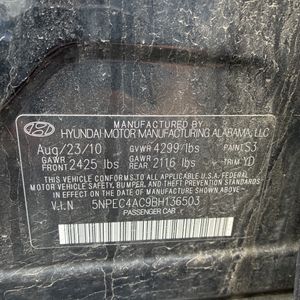 MANUFACTURED BY
HYUNDAI MOTOR MANUFACTURING ALABAMA, LLC
Aug/23/10 GVWR 4299 lbs PAINT S3
GAWR FRONT 2425 lbs GAWR REAR 2116 lbs TRIM YD
THIS VEHICLE CONFORMS TO ALL APPLICABLE U.S.A FEDERAL
MOTOR VEHICLE SAFETY, BUMPER, AND THEFT PREVENTION STANDARDS
IN EFFECT ON THE DATE OF MANUFACTURE SHOWN ABOVE.
V.I.N 5NPEC4AC9BH136503
PASSENGER CAR